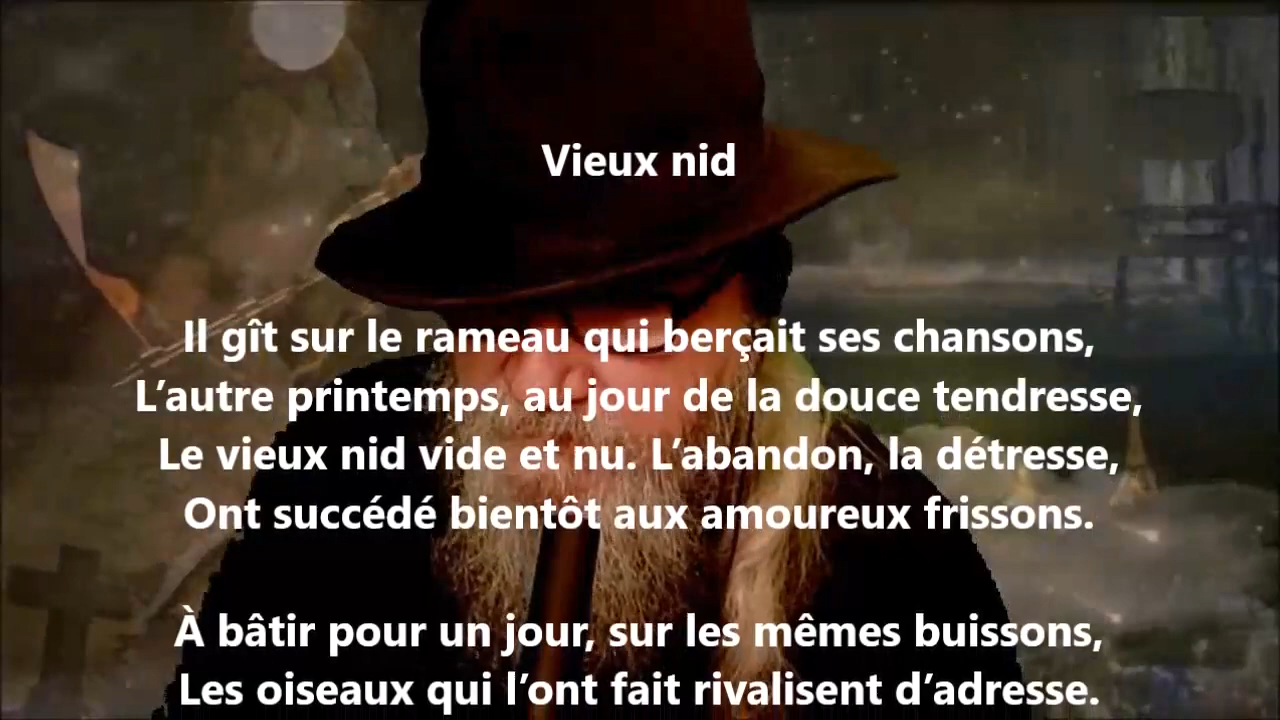 Vieux nid
Il gît sur le rameau qui berçait ses chansons,
L’autre printemps, au jour de la douce tendresse,
Le vieux nid vide et nu. L’abandon, la détresse,
Ont succédé bientôt aux amoureux frissons.
À bâtir pour un jour, sur les mêmes buissons,
Les oiseaux qui l’ont fait rivalisent d’adresse.